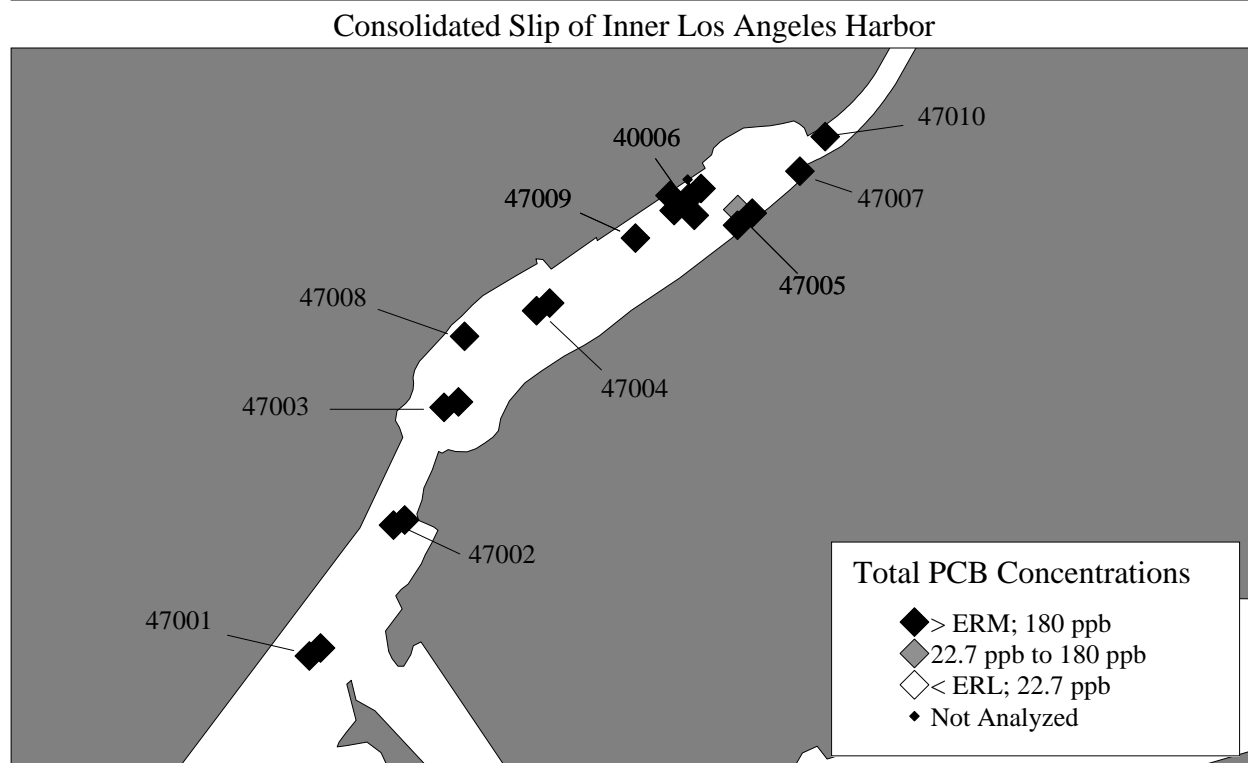 Consolidated Slip of Inner Los Angeles Harbor
47010
40006
47009
47007
47005
47008
47004
47003
47002
47001
Total PCB Concentrations
> ERM; 180 ppb
22.7 ppb to 180 ppb
< ERL; 22.7 ppb
Not Analyzed